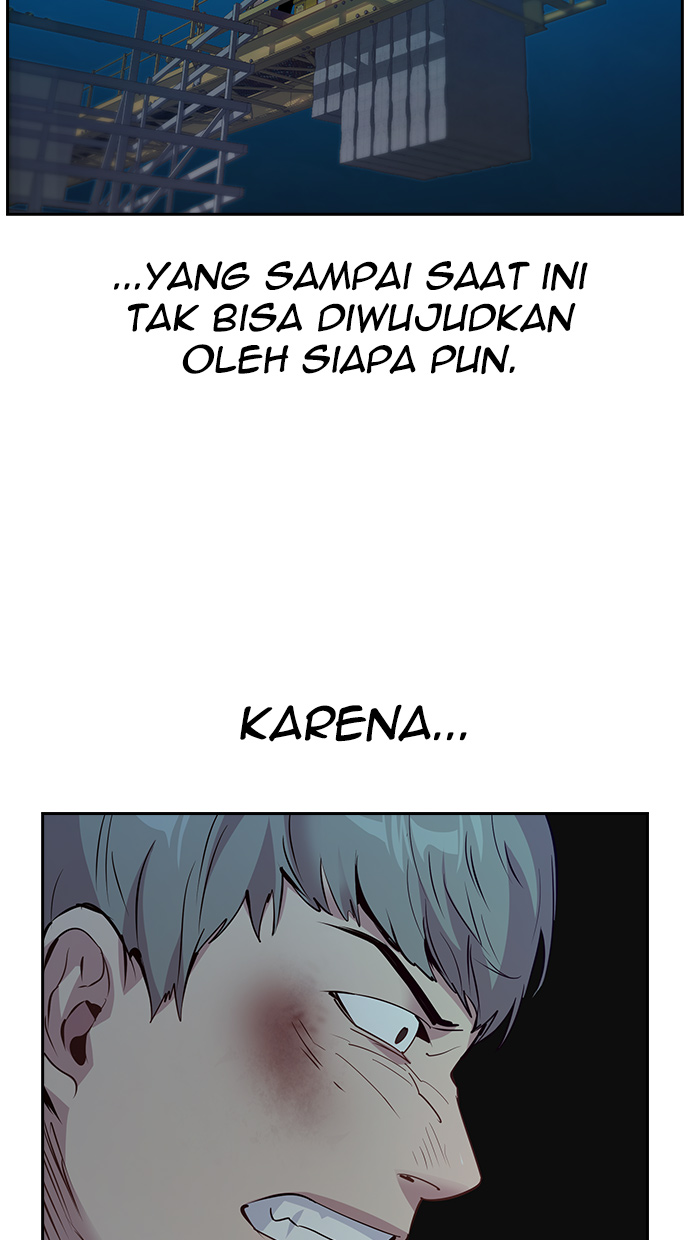 ...YANG SAMPAI SAAT INI
TAK BISA DIWUJUDKAN
OLEH SIAPA PUN.
KARENA...